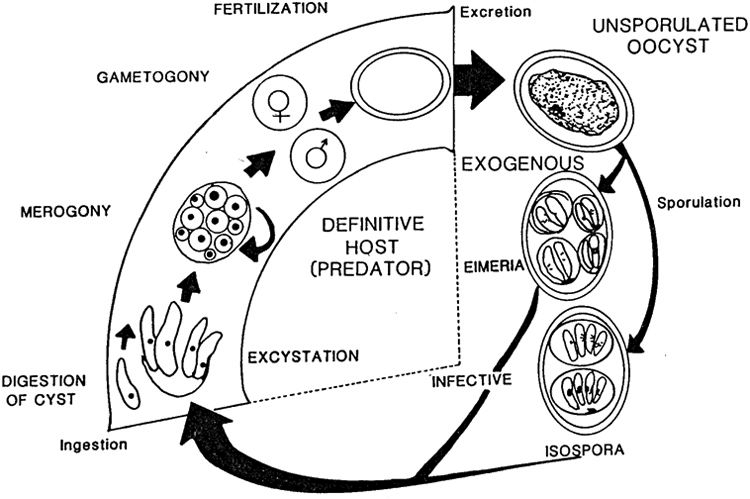 FERTILIZATION
Excretion
UNSPORULATED
OOCYST
GAMETOGONY
EXOGENOUS
Sporulation
MEROGONY
DEFINITIVE
HOST
(PREDATOR)
EIMERIA
EXCYSTATION
DIGESTION
OF CYST
INFECTIVE
Ingestion
ISOSPORA